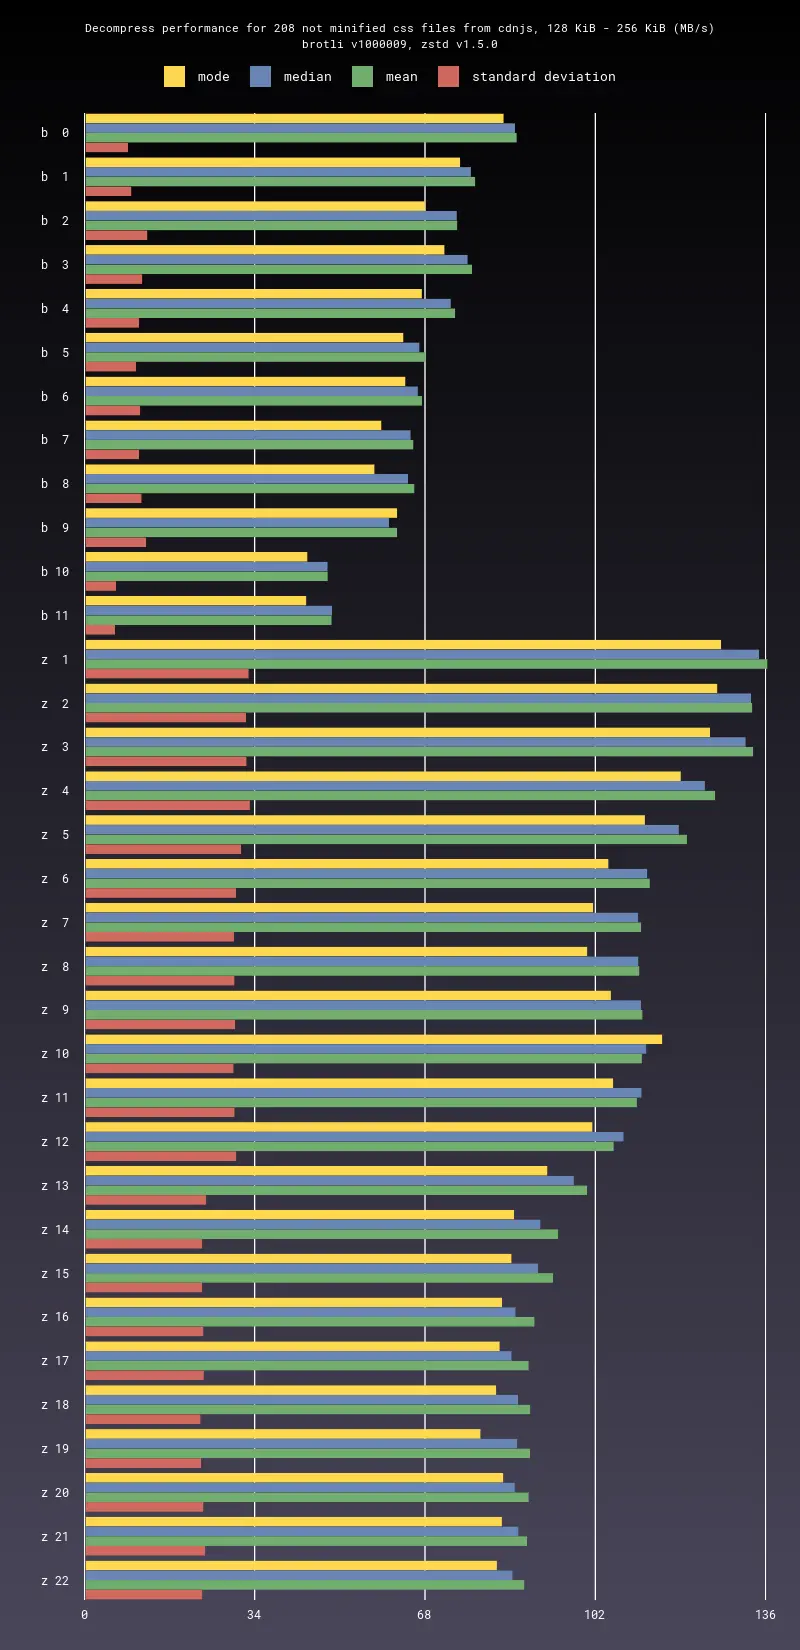 Decompress performance for 208 not minified css files from cdnjs, 128 KiB - 256 KiB (MB/s)
brotli v1000009, zstd v1.5.0
mode median mean standard deviation
b 0
b 1
b 2
b 3
b 4
b 5
b 6
b 7
b 8
b 9
b 10
b 11
z 1
z 2
z 3
z 4
z 5
z 6
z 7
z 8
z 9
z 10
z 11
z 12
z 13
z 14
z 15
z 16
z 17
z 18
z 19
z 20
z 21
z 22
0 34 68 102 136